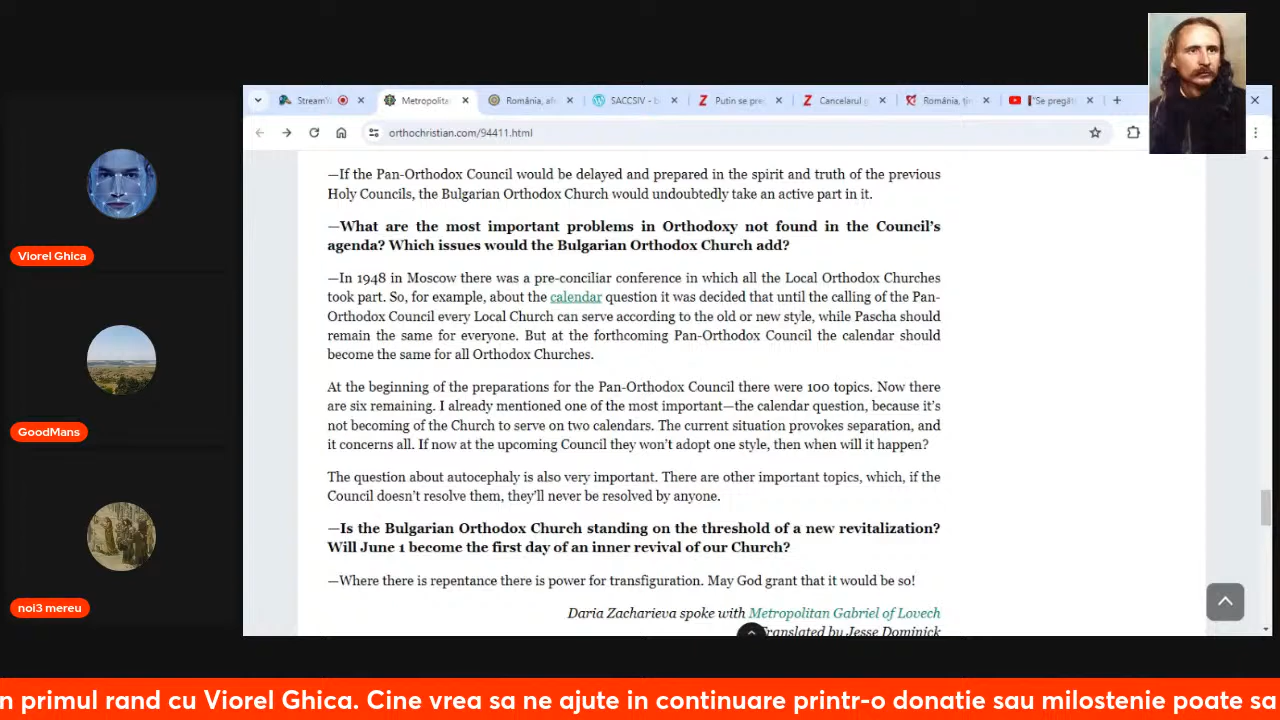 StreamY
Metropolita
România, afe
SACCSIV - b
Putin se pre
Cancelarul g
România, țin
"Se pregăt
orthochristian.com/94411.html
—If the Pan-Orthodox Council would be delayed and prepared in the spirit and truth of the previous
Holy Councils, the Bulgarian Orthodox Church would undoubtedly take an active part in it.
—What are the most important problems in Orthodoxy not found in the Council's
agenda? Which issues would the Bulgarian Orthodox Church add?
—In 1948 in Moscow there was a pre-conciliar conference in which all the Local Orthodox Churches
took part. So, for example, about the calendar question it was decided that until the calling of the Pan-
Orthodox Council every Local Church can serve according to the old or new style, while Pascha should
remain the same for everyone. But at the forthcoming Pan-Orthodox Council the calendar should
become the same for all Orthodox Churches.
At the beginning of the preparations for the Pan-Orthodox Council there were 100 topics. Now there
are six remaining. I already mentioned one of the most important—the calendar question, because it's
not becoming of the Church to serve on two calendars. The current situation provokes separation, and
it concerns all. If now at the upcoming Council they won't adopt one style, then when will it happen?
The question about autocephaly is also very important. There are other important topics, which, if the
Council doesn't resolve them, they'll never be resolved by anyone.
—Is the Bulgarian Orthodox Church standing on the threshold of a new revitalization?
Will June 1 become the first day of an inner revival of our Church?
—Where there is repentance there is power for transfiguration. May God grant that it would be so!
Daria Zacharieva spoke with Metropolitan Gabriel of Lovech
Translated by Jesse Dominick
Viorel Ghica
GoodMans
noi3 mereu
n primul rand cu Viorel Ghica. Cine vrea sa ne ajute in continuare printr-o donatie sau milostenie poate sa